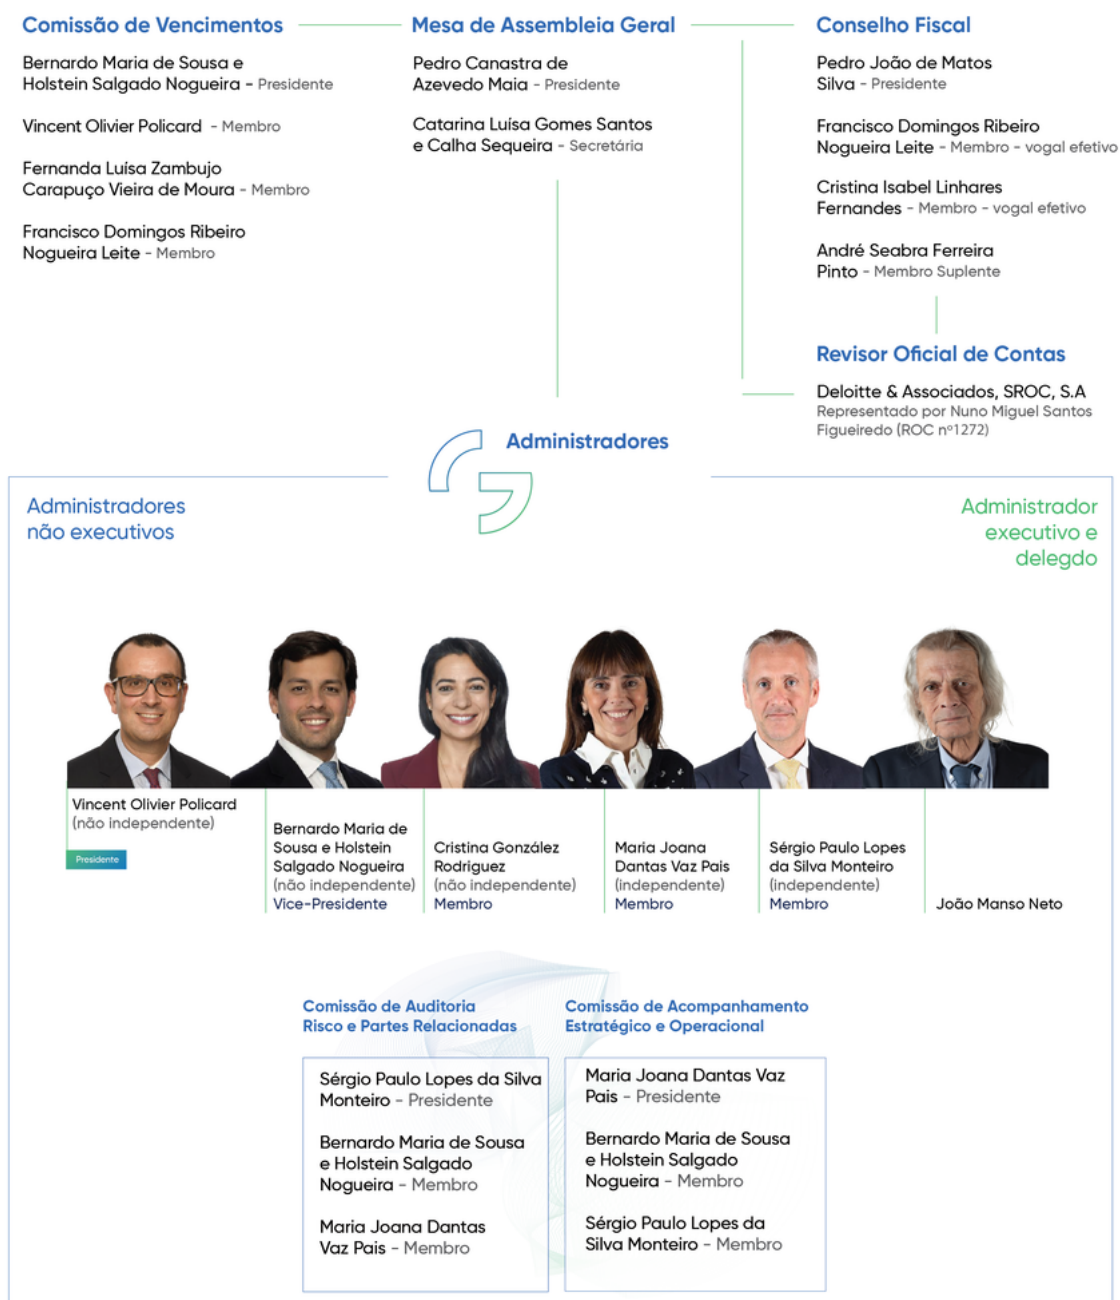 Comissão de Vencimentos
Bernardo Maria de Sousa e
Holstein Salgado Nogueira - Presidente
Vincent Olivier Policard - Membro
Fernanda Luísa Zambujo
Carapuço Vieira de Moura - Membro
Francisco Domingos Ribeiro
Nogueira Leite - Membro
Mesa de Assembleia Geral
Pedro Canastra de
Azevedo Maia - Presidente
Catarina Luísa Gomes Santos
e Calha Sequeira - Secretária
Conselho Fiscal
Pedro João de Matos
Silva - Presidente
Francisco Domingos Ribeiro
Nogueira Leite - Membro - vogal efetivo
Cristina Isabel Linhares
Fernandes - Membro - vogal efetivo
André Seabra Ferreira
Pinto - Membro Suplente
Revisor Oficial de Contas
Deloitte & Associados, SROC, S.A
Representado por Nuno Miguel Santos
Figueiredo (ROC nº1272)
Administradores
Administradores
não executivos
Administrador
executivo e
delegdo
Vincent Olivier Policard
(não independente)
Presidente
Bernardo Maria de
Sousa e Holstein
Salgado Nogueira
(não independente)
Vice-Presidente
Cristina González
Rodriguez
(não independente)
Membro
Maria Joana
Dantas Vaz Pais
(independente)
Membro
Sérgio Paulo Lopes
da Silva Monteiro
(independente)
Membro
João Manso Neto
Comissão de Auditoria
Risco e Partes Relacionadas
Sérgio Paulo Lopes da Silva
Monteiro - Presidente
Bernardo Maria de Sousa
e Holstein Salgado
Nogueira - Membro
Maria Joana Dantas
Vaz Pais - Membro
Comissão de Acompanhamento
Estratégico e Operacional
Maria Joana Dantas Vaz
Pais - Presidente
Bernardo Maria de Sousa
e Holstein Salgado
Nogueira - Membro
Sérgio Paulo Lopes da
Silva Monteiro - Membro